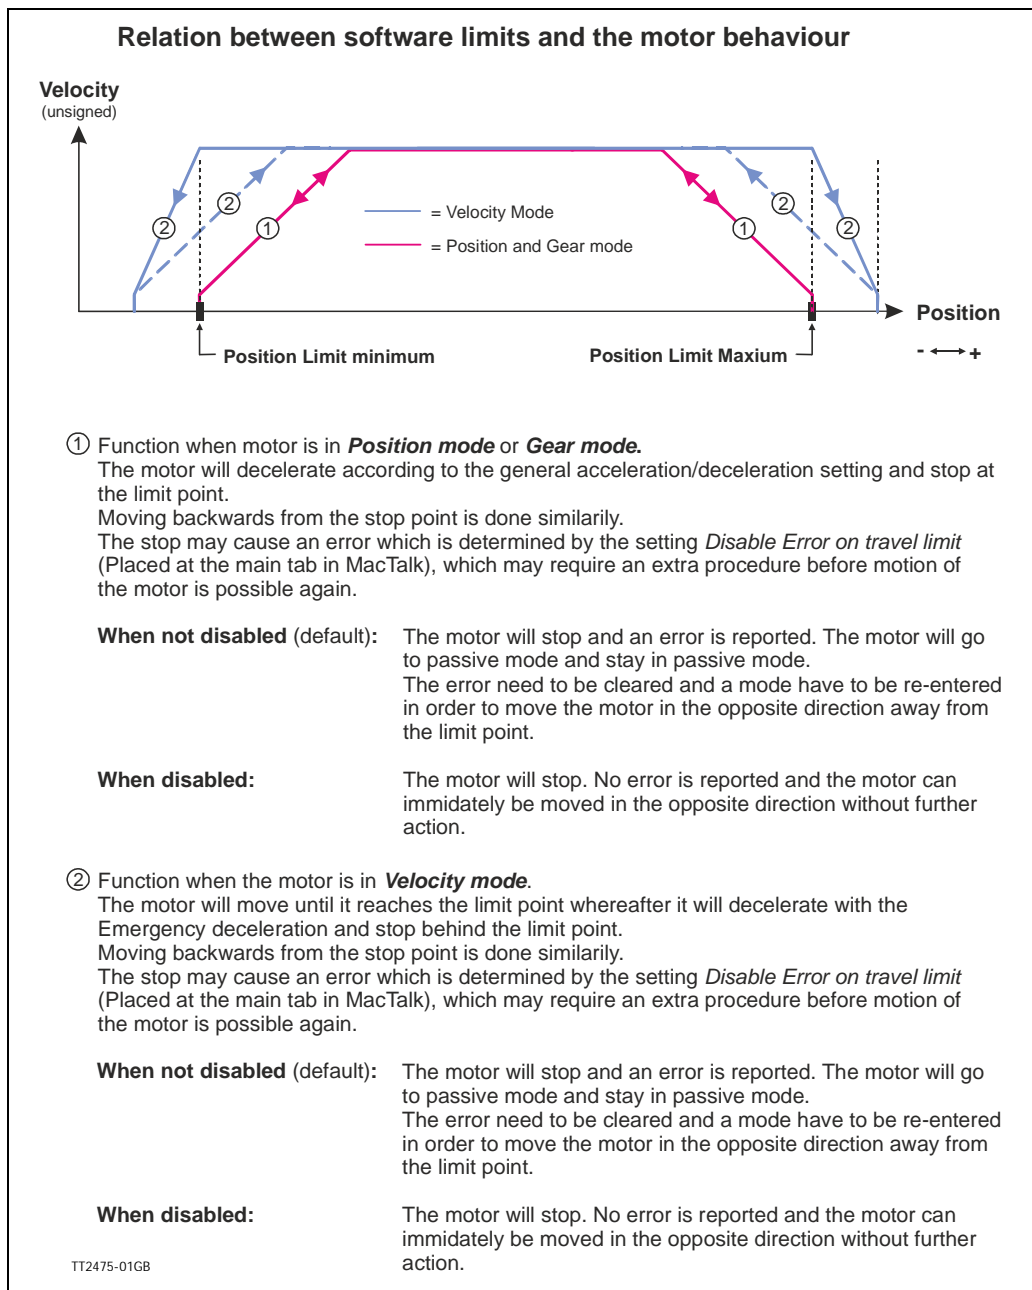 Relation between software limits and the motor behaviour
Velocity
(unsigned)
2
2
1
= Velocity Mode
= Position and Gear mode
1
2
2
Position
- +
Position Limit minimum
Position Limit Maxium
1 Function when motor is in Position mode or Gear mode.
The motor will decelerate according to the general acceleration/deceleration setting and stop at
the limit point.
Moving backwards from the stop point is done similarily.
The stop may cause an error which is determined by the setting Disable Error on travel limit
(Placed at the main tab in MacTalk), which may require an extra procedure before motion of
the motor is possible again.
When not disabled (default): The motor will stop and an error is reported. The motor will go
to passive mode and stay in passive mode.
The error need to be cleared and a mode have to be re-entered
in order to move the motor in the opposite direction away from
the limit point.
When disabled: The motor will stop. No error is reported and the motor can
immidately be moved in the opposite direction without further
action.
2 Function when the motor is in Velocity mode.
The motor will move until it reaches the limit point whereafter it will decelerate with the
Emergency deceleration and stop behind the limit point.
Moving backwards from the stop point is done similarily.
The stop may cause an error which is determined by the setting Disable Error on travel limit
(Placed at the main tab in MacTalk), which may require an extra procedure before motion of
the motor is possible again.
When not disabled (default): The motor will stop and an error is reported. The motor will go
to passive mode and stay in passive mode.
The error need to be cleared and a mode have to be re-entered
in order to move the motor in the opposite direction away from
the limit point.
When disabled: The motor will stop. No error is reported and the motor can
immidately be moved in the opposite direction without further
action.
TT2475-01GB